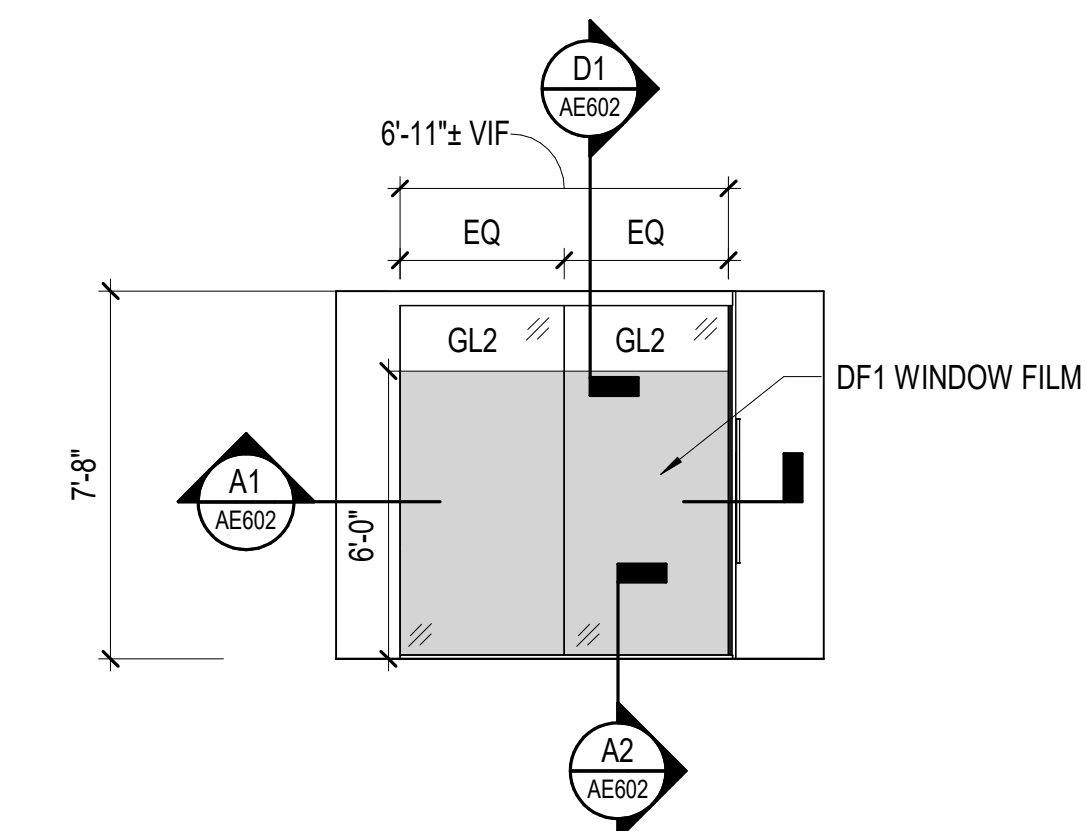 D1
AE602
6'-11"± VIF
EQ
EQ
GL2
GL2
DF1 WINDOW FILM
7'-8"
A1
AE602
6'-0"
A2
AE602